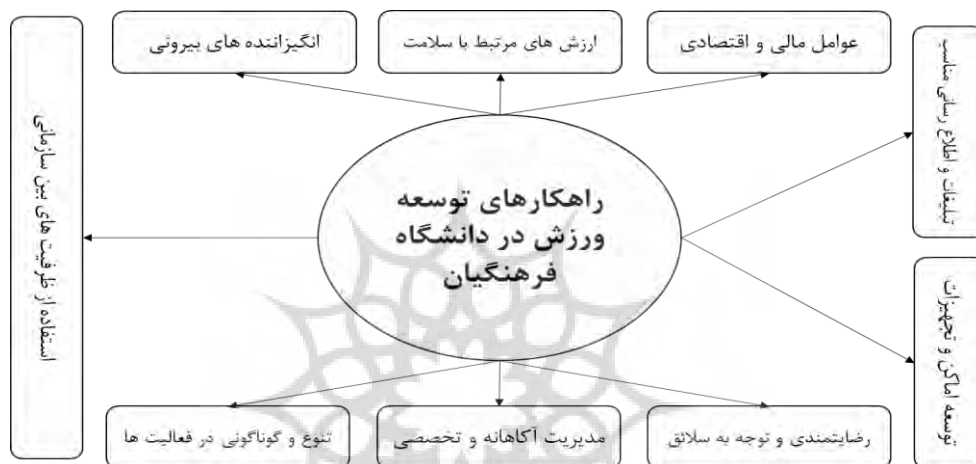 عوامل مالی و اقتصادی
ارزش های مرتبط با سلامت
انگیزاننده های بیرونی
تبلیغات و اطلاع رسانی مناسب
راهکارهای توسعه
ورزش در دانشگاه
فرهنگیان
استفاده از ظرفیت های بین سازمانی
توسعه اماکن و تجهیزات
رضایتمندی و توجه به سلائق
مدیریت آگاهانه و تخصصی
تنوع و گوناگونی در فعالیت ها